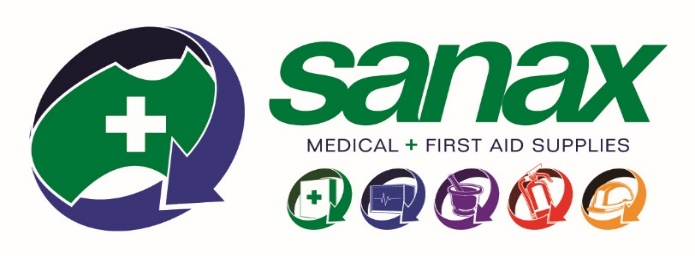 sanax
MEDICAL + FIRST AID SUPPLIES